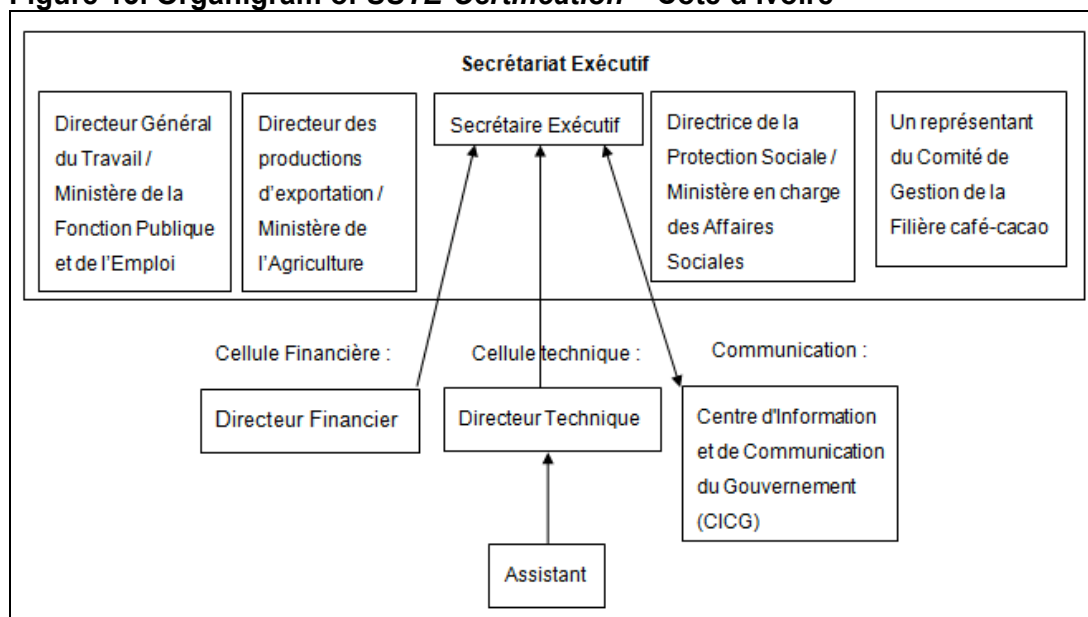 Figure 16: Organigram of SSTE Certification – Côte d'Ivoire
Secrétariat Exécutif
Directeur Général
du Travail /
Ministère de la
Fonction Publique
et de l'Emploi
Directeur des
productions
d'exportation /
Ministère de
l'Agriculture
Secrétaire Exécutif
Directrice de la
Protection Sociale /
Ministère en charge
des Affaires
Sociales
Un représentant
du Comité de
Gestion de la
Filière café-cacao
Cellule Financière :
Cellule technique :
Communication :
Directeur Financier
Directeur Technique
Centre d'Information
et de Communication
du Gouvernement
(CICG)
Assistant